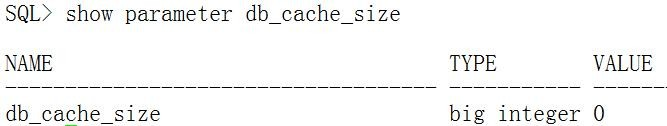 SQL> show parameter db_cache_size
NAME TYPE VALUE
------------------------------------ ----------- ------
db_cache_size big integer 0